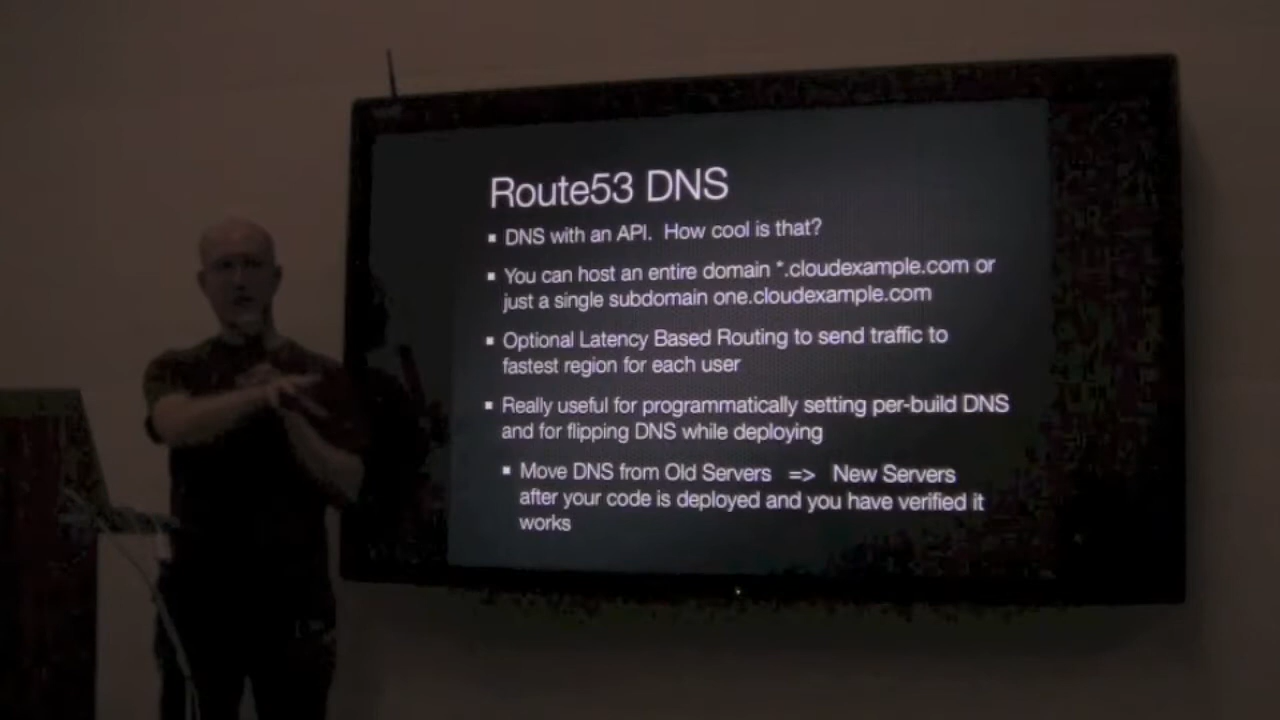 Route53 DNS
▪ DNS with an API.  How cool is that?
▪ You can host an entire domain *.cloudexample.com or
just a single subdomain one.cloudexample.com
▪ Optional Latency Based Routing to send traffic to
fastest region for each user
▪ Really useful for programmatically setting per-build DNS
and for flipping DNS while deploying
▪ Move DNS from Old Servers   =>   New Servers
after your code is deployed and you have verified it
works